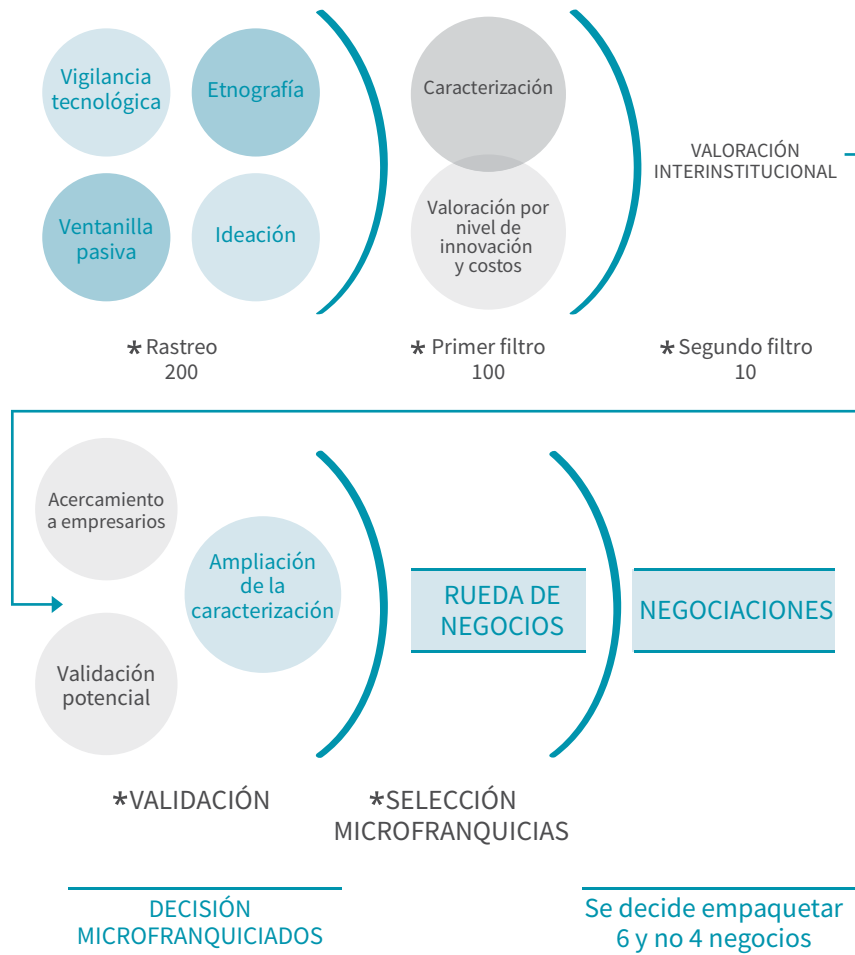 Vigilancia
tecnológica
Etnografía
Ventanilla
pasiva
Ideación
Caracterización
Valoración por
nivel de
innovación
y costos
VALORACIÓN
INTERINSTITUCIONAL
* Rastreo
200
* Primer filtro
100
* Segundo filtro
10
Acercamiento
a empresarios
Validación
potencial
Ampliación
de la
caracterización
RUEDA DE
NEGOCIOS
NEGOCIACIONES
*VALIDACIÓN
*SELECCIÓN
MICROFRANQUICIAS
DECISIÓN
MICROFRANQUICIADOS
Se decide empaquetar
6 y no 4 negocios